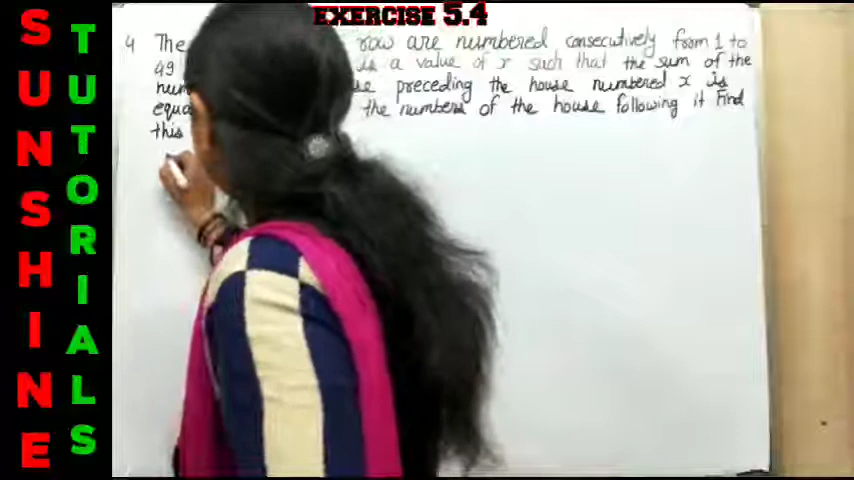 EXERCISE 5.4
SUNSHINE
TUTORIALS
4 The row are numbered consecutively from 1 to
49 is a value of x such that the sum of the
preceding the house numbered x is
the numbers of the house following it Find
this